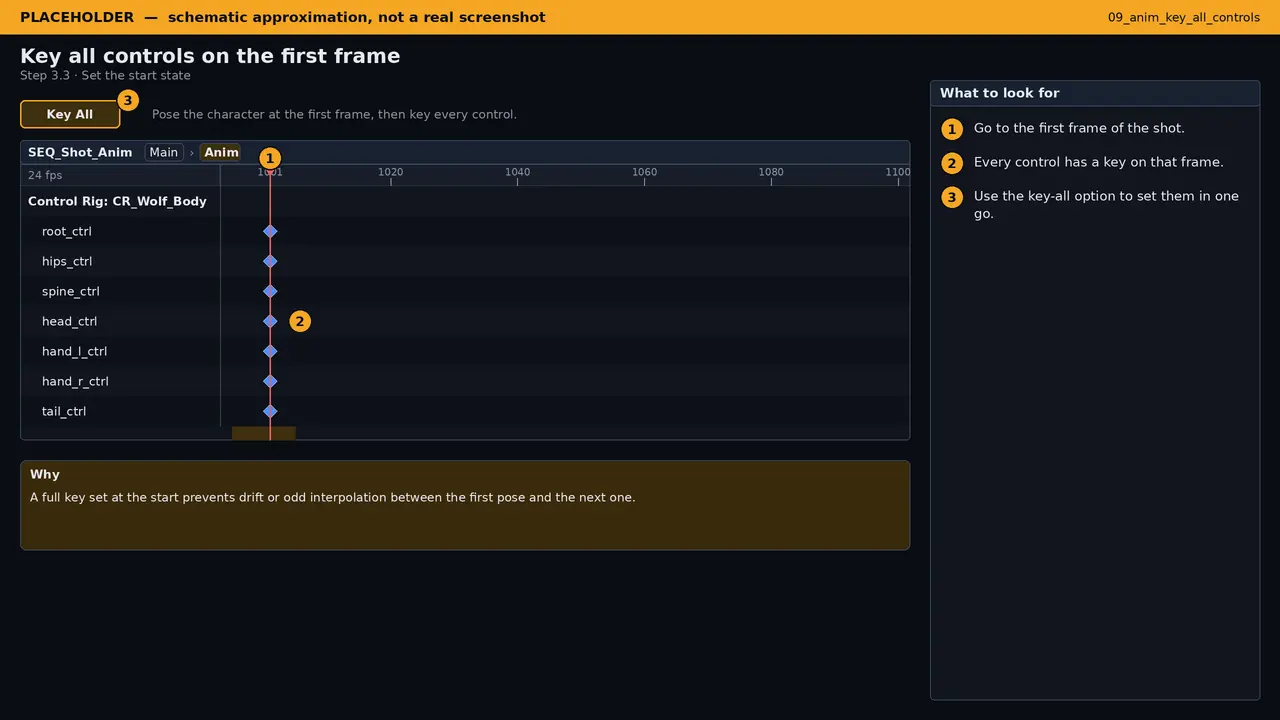 PLACEHOLDER — schematic approximation, not a real screenshot
09_anim_key_all_controls
Key all controls on the first frame
Step 3.3 · Set the start state
Key All
3
Pose the character at the first frame, then key every control.
SEQ_Shot_Anim Main › Anim
1
24 fps
1001 1020 1040 1060 1080 1100
Control Rig: CR_Wolf_Body
root_ctrl
hips_ctrl
spine_ctrl
head_ctrl
2
hand_l_ctrl
hand_r_ctrl
tail_ctrl
Why
A full key set at the start prevents drift or odd interpolation between the first pose and the next one.
What to look for
1 Go to the first frame of the shot.
2 Every control has a key on that frame.
3 Use the key-all option to set them in one
go.